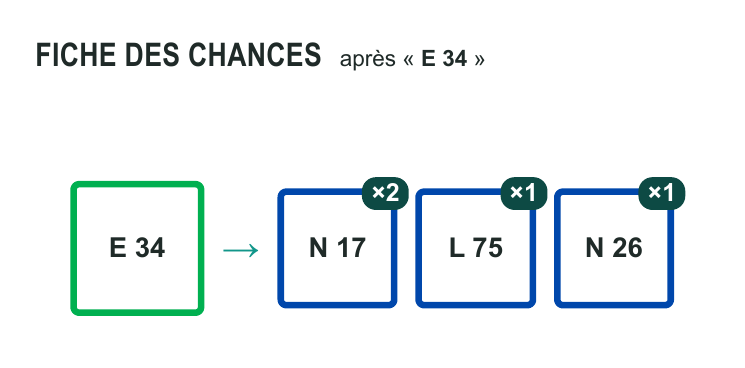 FICHE DES CHANCES après « E 34 »
×2 ×1 ×1
E 34 → N 17 L 75 N 26